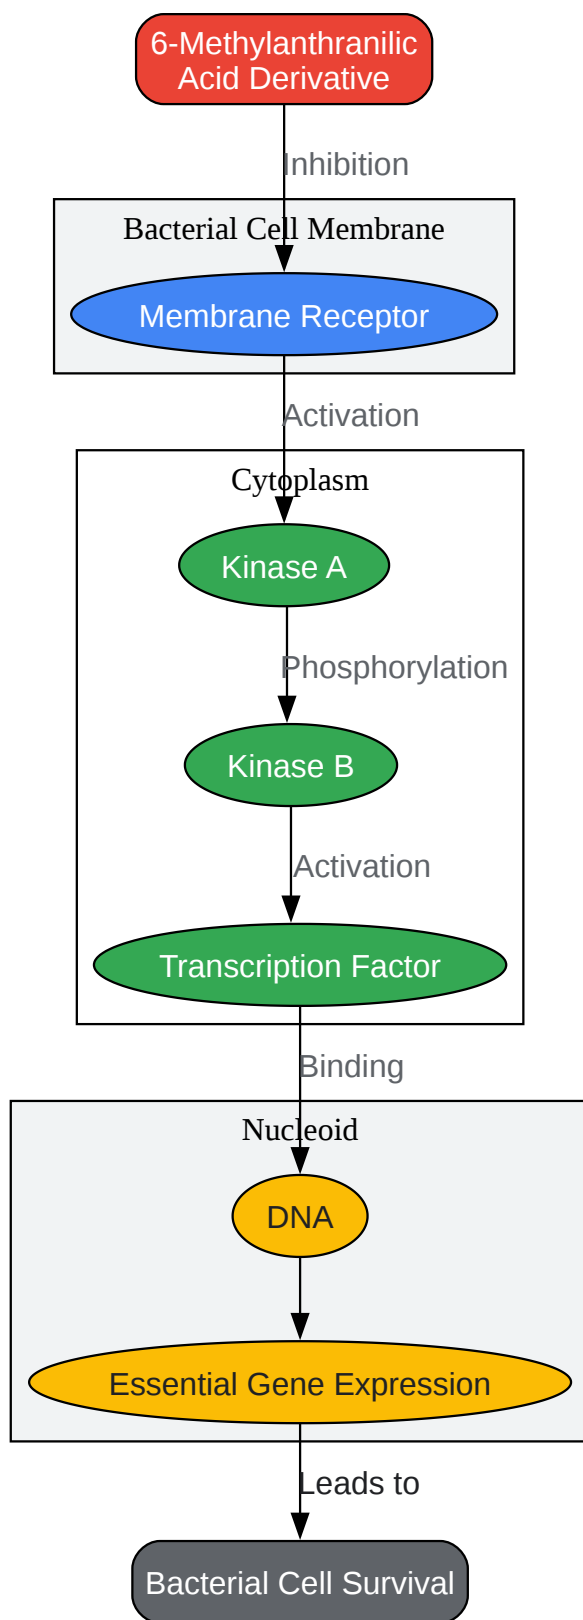 6-Methylanthranilic
Acid Derivative
Inhibition
Bacterial Cell Membrane
Membrane Receptor
Activation
Cytoplasm
Kinase A
Phosphorylation
Kinase B
Activation
Transcription Factor
Binding
Nucleoid
DNA
Essential Gene Expression
Leads to
Bacterial Cell Survival